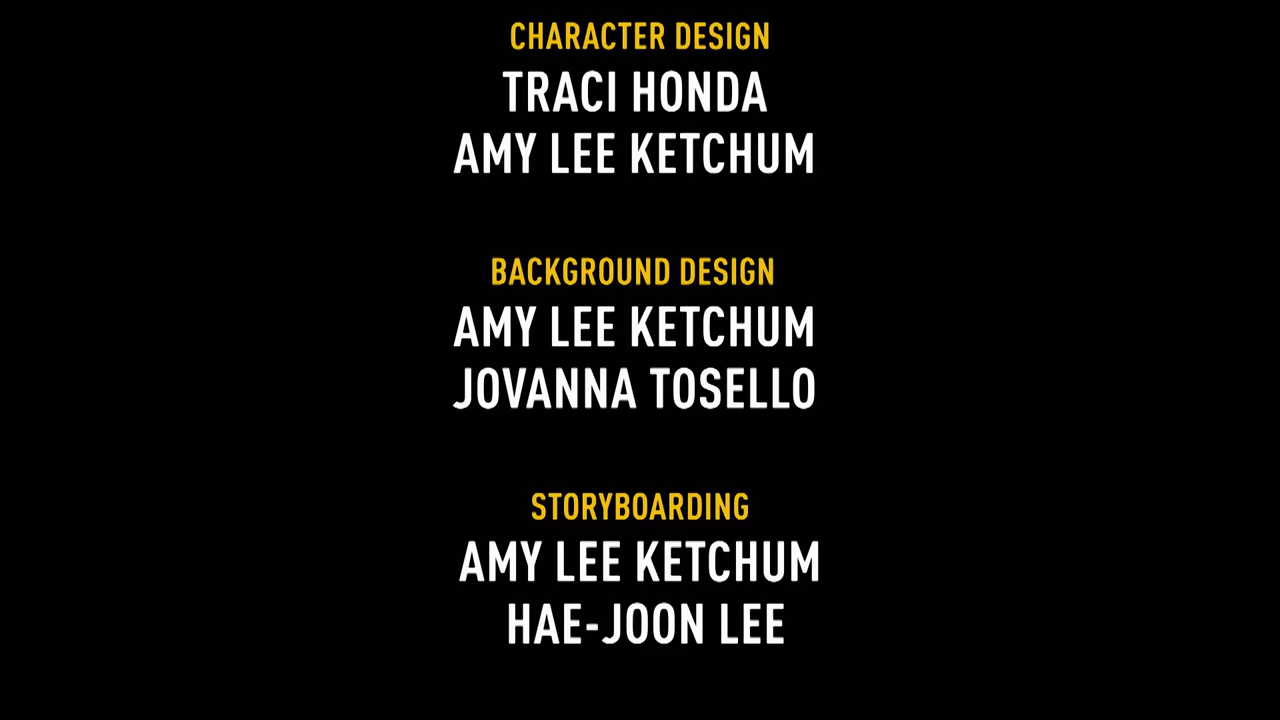 CHARACTER DESIGN
TRACI HONDA
AMY LEE KETCHUM
BACKGROUND DESIGN
AMY LEE KETCHUM
JOVANNA TOSELLO
STORYBOARDING
AMY LEE KETCHUM
HAE-JOON LEE